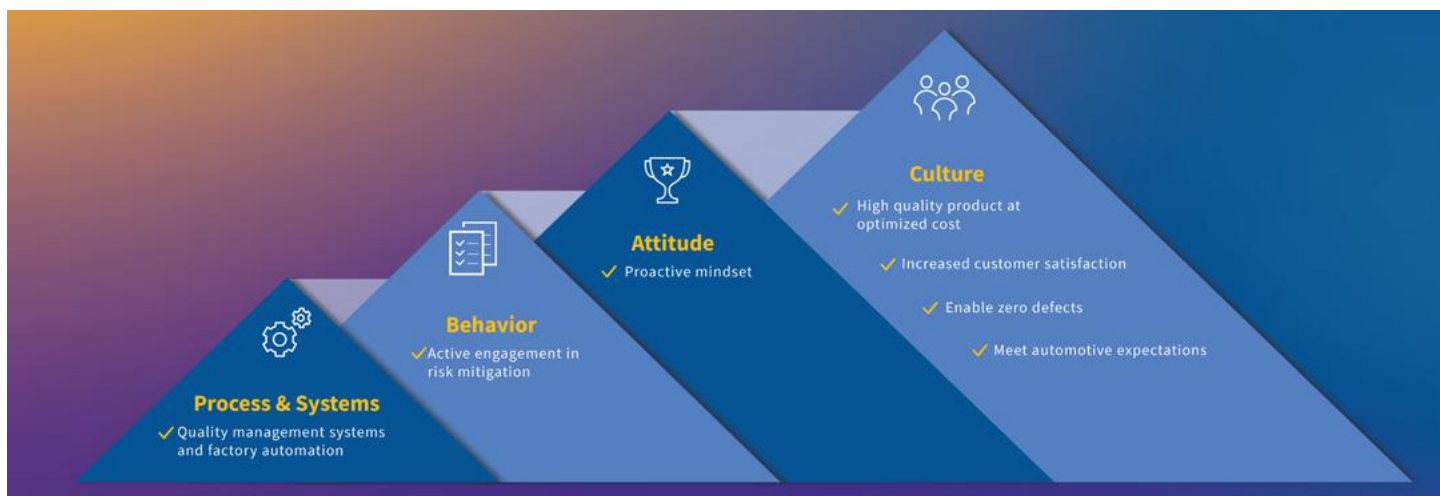 Process & Systems
Quality management systems
and factory automation
Behavior
Active engagement in
risk mitigation
Attitude
Proactive mindset
Culture
High quality product at
optimized cost
Increased customer satisfaction
Enable zero defects
Meet automotive expectations